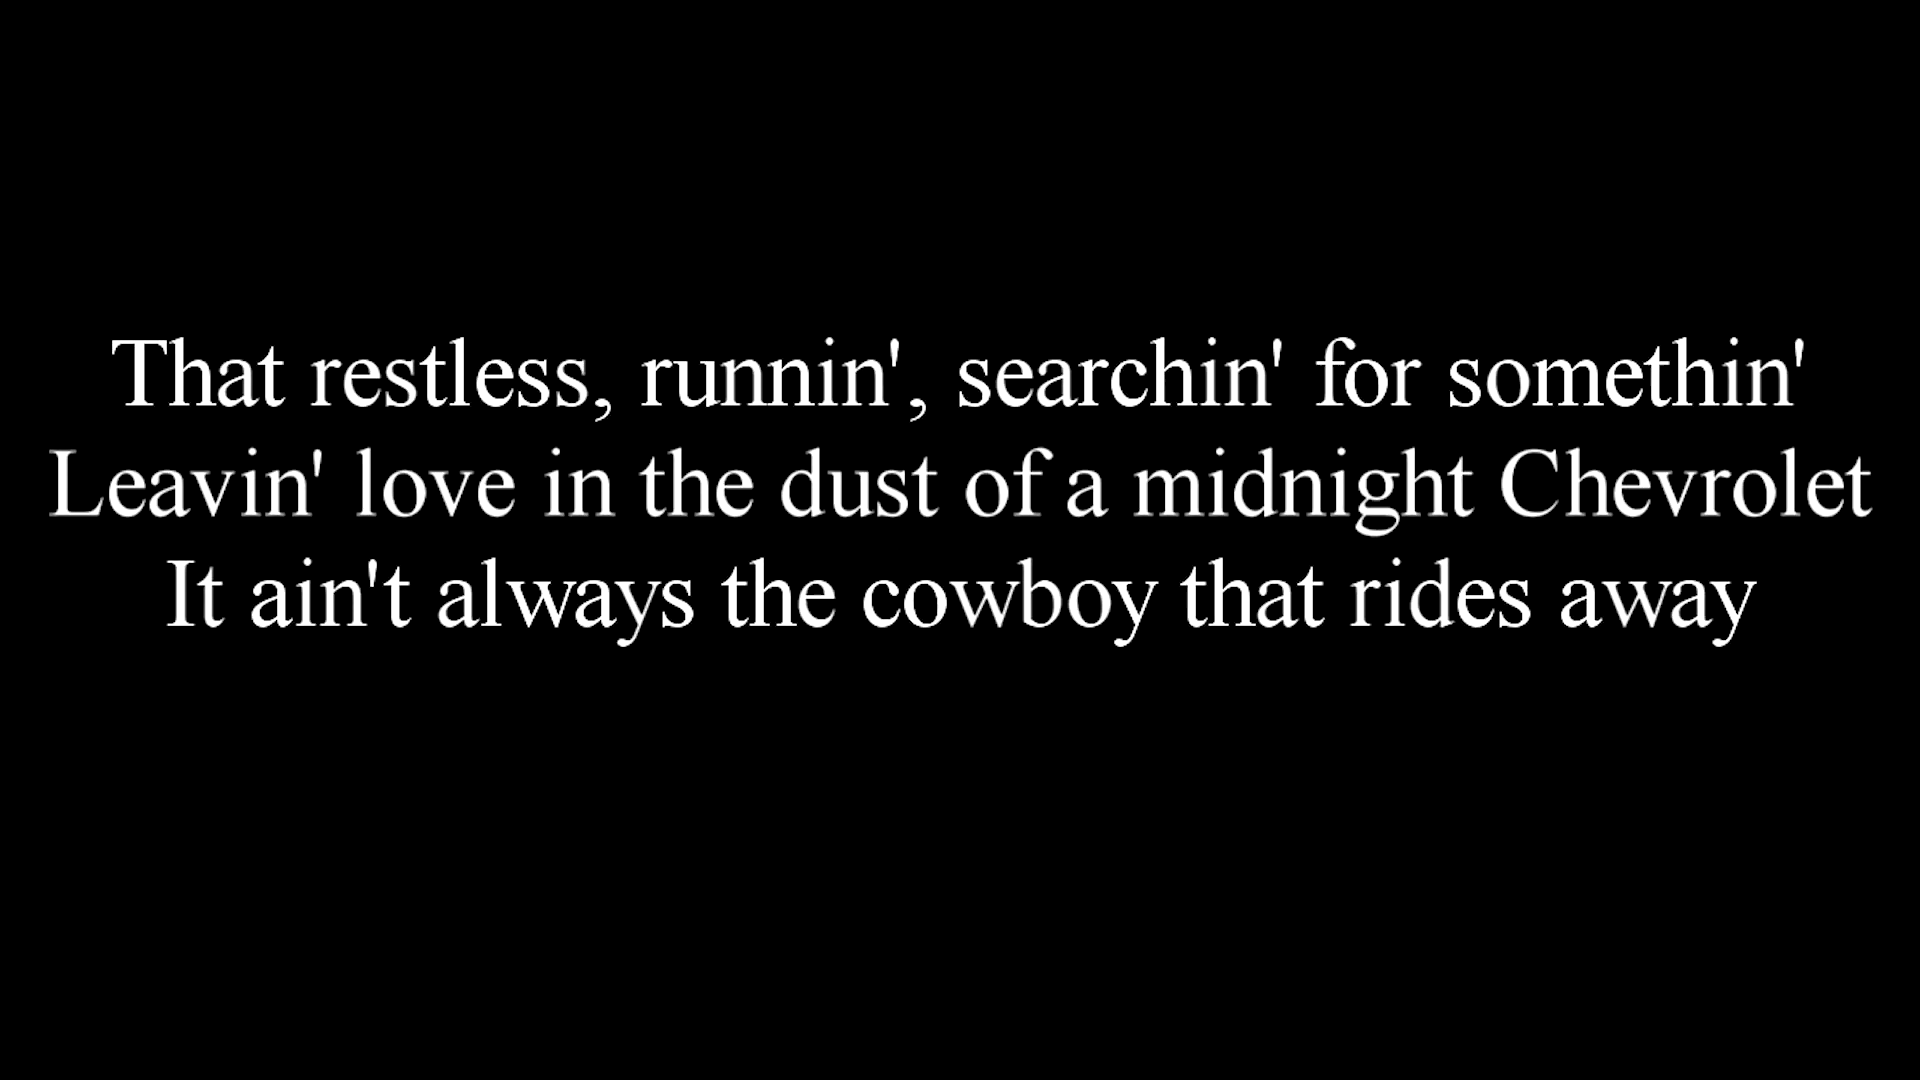 That restless, runnin', searchin' for somethin'
Leavin' love in the dust of a midnight Chevrolet
It ain't always the cowboy that rides away